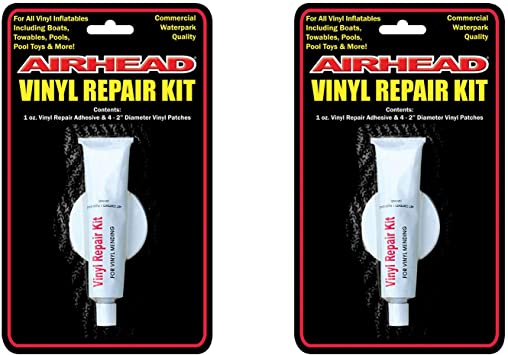 For All Vinyl Inflatables
Including Boats,
Towables, Pools,
Pool Toys & More!
Commercial
Waterpark
Quality
AIRHEAD
VINYL REPAIR KIT
Contents:
1 oz. Vinyl Repair Adhesive & 4 - 2" Diameter Vinyl Patches
Vinyl Repair Kit
FOR VINYL MENDING
For All Vinyl Inflatables
Including Boats,
Towables, Pools,
Pool Toys & More!
Commercial
Waterpark
Quality
AIRHEAD
VINYL REPAIR KIT
Contents:
1 oz. Vinyl Repair Adhesive & 4 - 2" Diameter Vinyl Patches
Vinyl Repair Kit
FOR VINYL MENDING